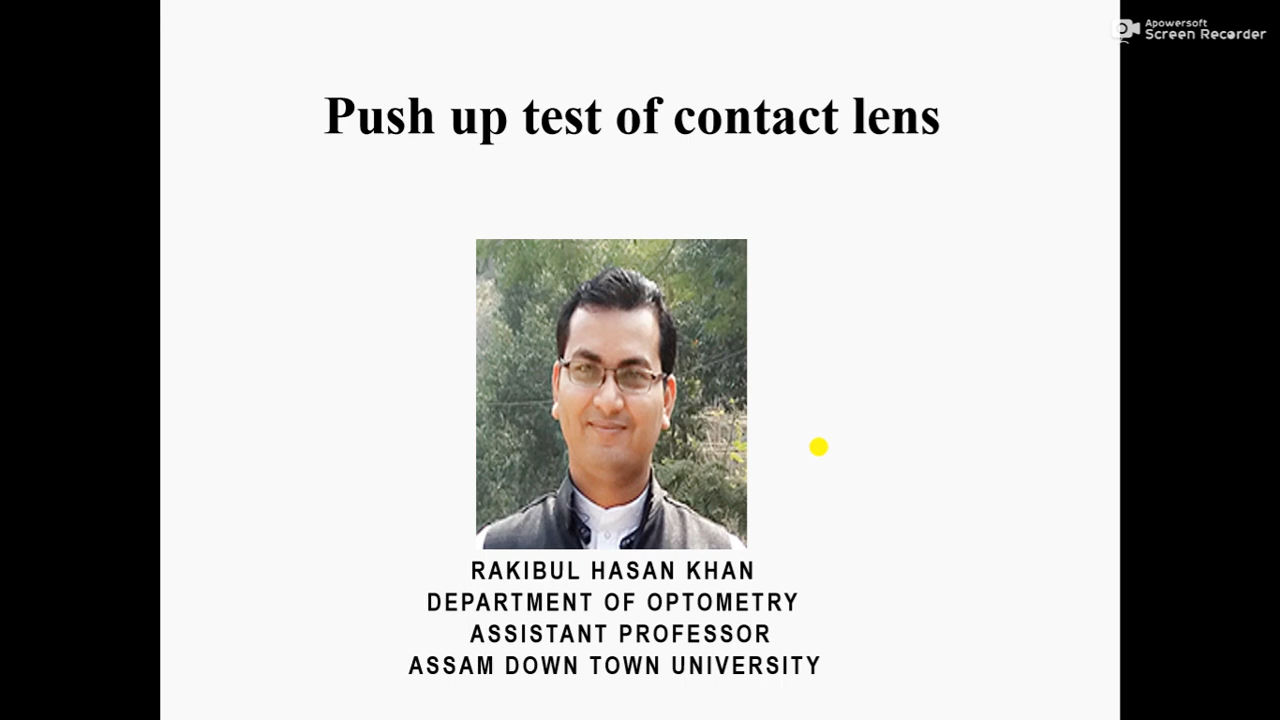 Apowersoft
Screen Recorder
Push up test of contact lens
RAKIBUL HASAN KHAN
DEPARTMENT OF OPTOMETRY
ASSISTANT PROFESSOR
ASSAM DOWN TOWN UNIVERSITY